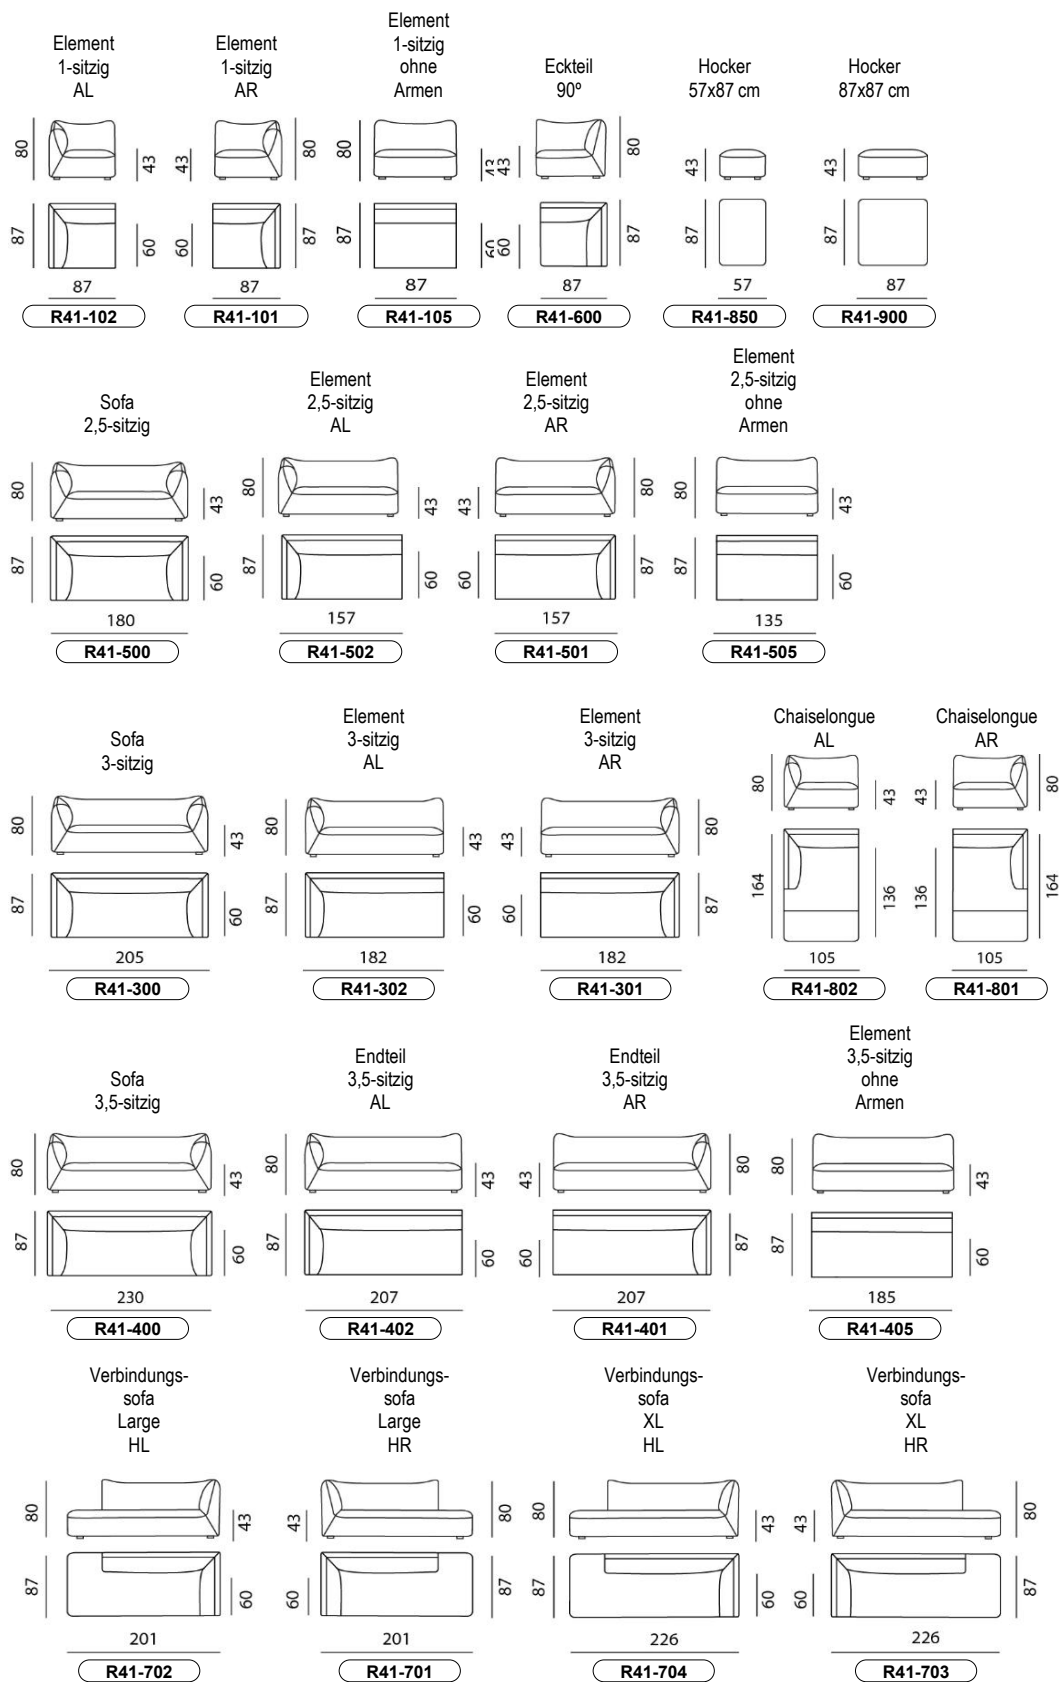 Element
1-sitzig
AL
Element
1-sitzig
AR
Element
1-sitzig
ohne
Armen
Eckteil
90º
Hocker
57x87 cm
Hocker
87x87 cm
80
43
43
80
80
43
43
80
43
43
87
60
60
87
87
60
60
87
87
87
87
87
87
87
57
87
R41-102
R41-101
R41-105
R41-600
R41-850
R41-900
Sofa
2,5-sitzig
Element
2,5-sitzig
AL
Element
2,5-sitzig
AR
Element
2,5-sitzig
ohne
Armen
80
43
80
43
43
80
80
43
87
60
87
60
60
87
87
60
180
157
157
135
R41-500
R41-502
R41-501
R41-505
Sofa
3-sitzig
Element
3-sitzig
AL
Element
3-sitzig
AR
Chaiselongue
AL
Chaiselongue
AR
80
43
80
43
43
80
80
43
43
80
87
60
87
60
60
87
164
136
136
164
205
182
182
105
105
R41-300
R41-302
R41-301
R41-802
R41-801
Sofa
3,5-sitzig
Endteil
3,5-sitzig
AL
Endteil
3,5-sitzig
AR
Element
3,5-sitzig
ohne
Armen
80
43
80
43
43
80
80
43
87
60
87
60
60
87
87
60
230
207
207
185
R41-400
R41-402
R41-401
R41-405
Verbindungs-
sofa
Large
HL
Verbindungs-
sofa
Large
HR
Verbindungs-
sofa
XL
HL
Verbindungs-
sofa
XL
HR
80
43
43
80
80
43
43
80
87
60
60
87
87
60
60
87
201
201
226
226
R41-702
R41-701
R41-704
R41-703